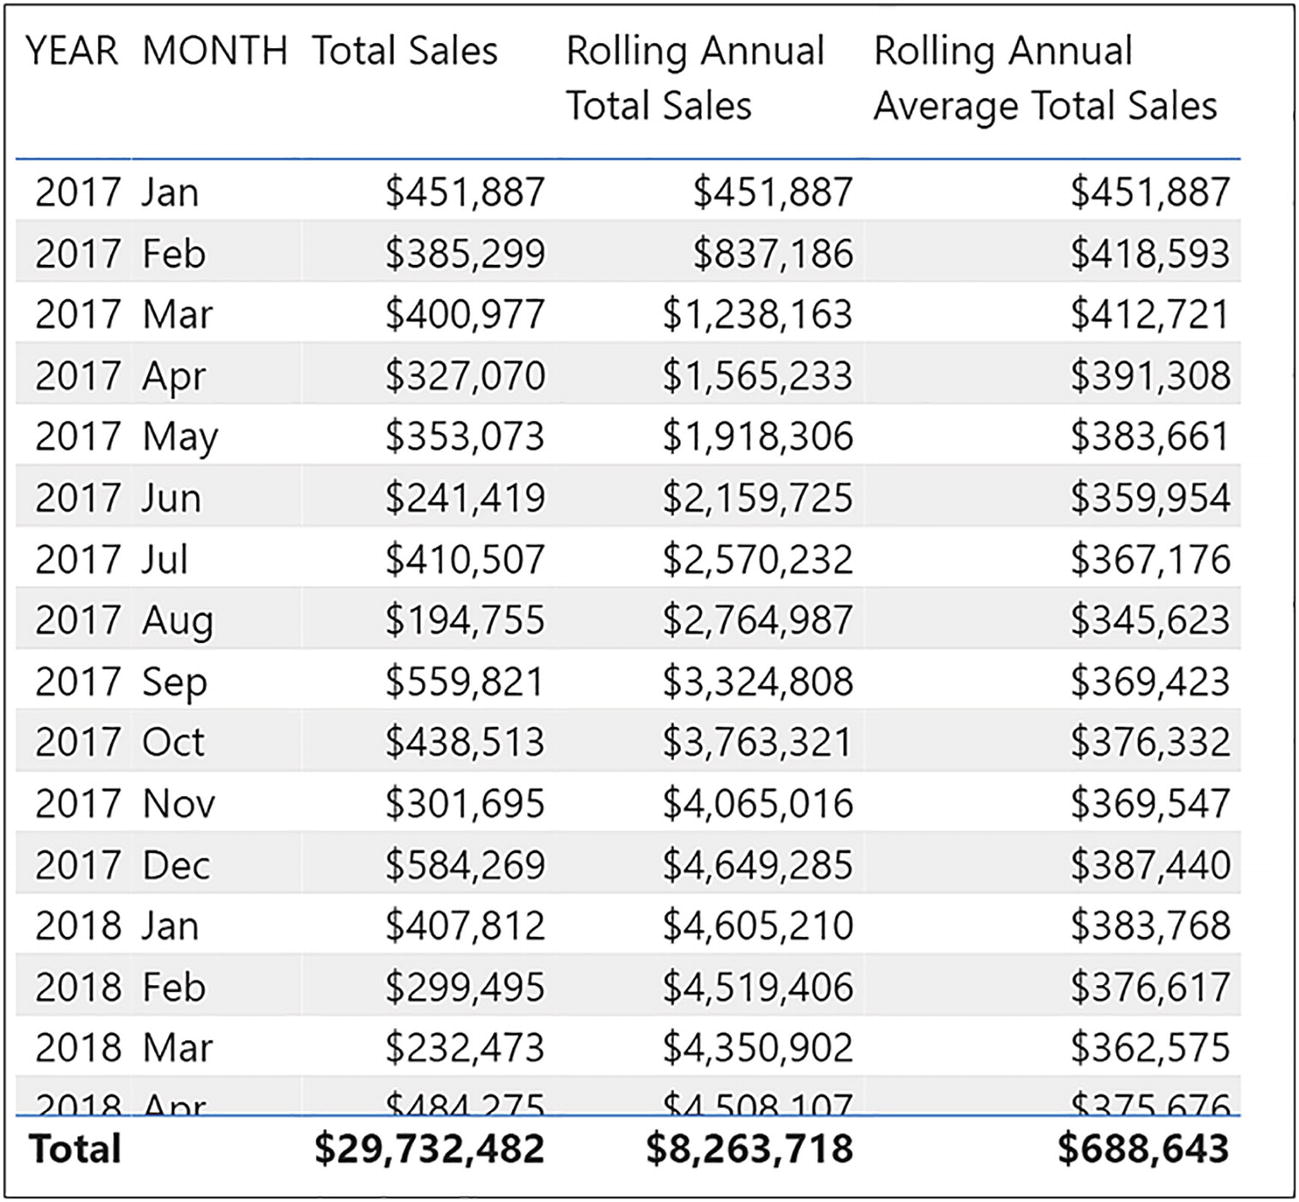 YEAR MONTH Total Sales Rolling Annual Total Sales Rolling Annual Average Total Sales
2017 Jan $451,887 $451,887 $451,887
2017 Feb $385,299 $837,186 $418,593
2017 Mar $400,977 $1,238,163 $412,721
2017 Apr $327,070 $1,565,233 $391,308
2017 May $353,073 $1,918,306 $383,661
2017 Jun $241,419 $2,159,725 $359,954
2017 Jul $410,507 $2,570,232 $367,176
2017 Aug $194,755 $2,764,987 $345,623
2017 Sep $559,821 $3,324,808 $369,423
2017 Oct $438,513 $3,763,321 $376,332
2017 Nov $301,695 $4,065,016 $369,547
2017 Dec $584,269 $4,649,285 $387,440
2018 Jan $407,812 $4,605,210 $383,768
2018 Feb $299,495 $4,519,406 $376,617
2018 Mar $232,473 $4,350,902 $362,575
2018 Apr $484,275 $4,508,107 $375,676
Total $29,732,482 $8,263,718 $688,643